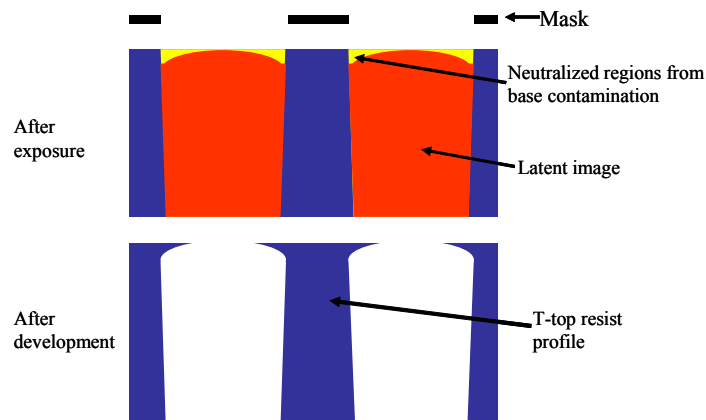 Mask
Neutralized regions from
base contamination
After
exposure
Latent image
After
development
T-top resist
profile